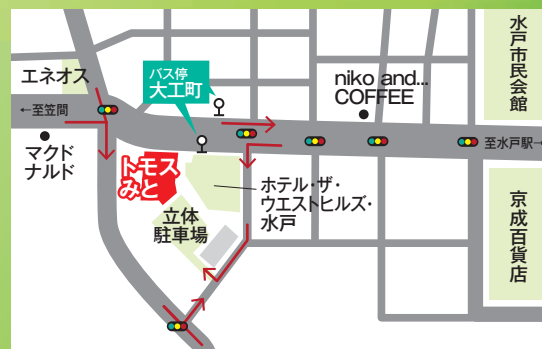 エネオス
←至笠間
マクド
ナルド
バス停
大工町
トモス
みと
立体
駐車場
ホテル・ザ・
ウエストヒルズ・
水戸
niko and...
COFFEE
水戸市民会館
至水戸駅→
京成百貨店